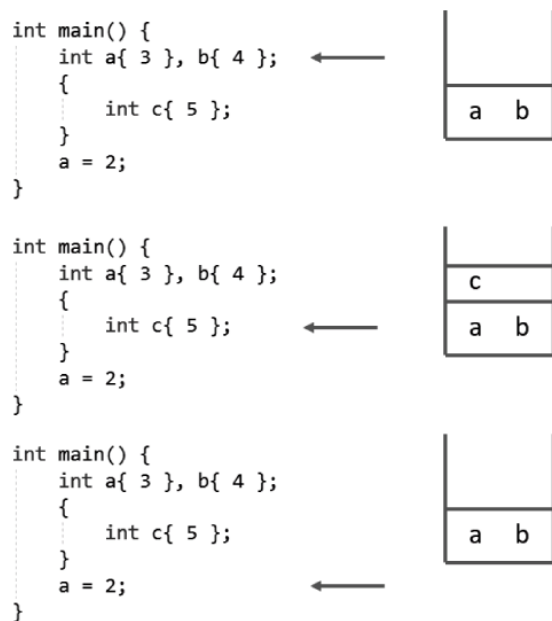 int main() {
    int a{ 3 }, b{ 4 };
    {
        int c{ 5 };
    }
    a = 2;
}
a b
int main() {
    int a{ 3 }, b{ 4 };
    {
        int c{ 5 };
    }
    a = 2;
}
c
a b
int main() {
    int a{ 3 }, b{ 4 };
    {
        int c{ 5 };
    }
    a = 2;
}
a b